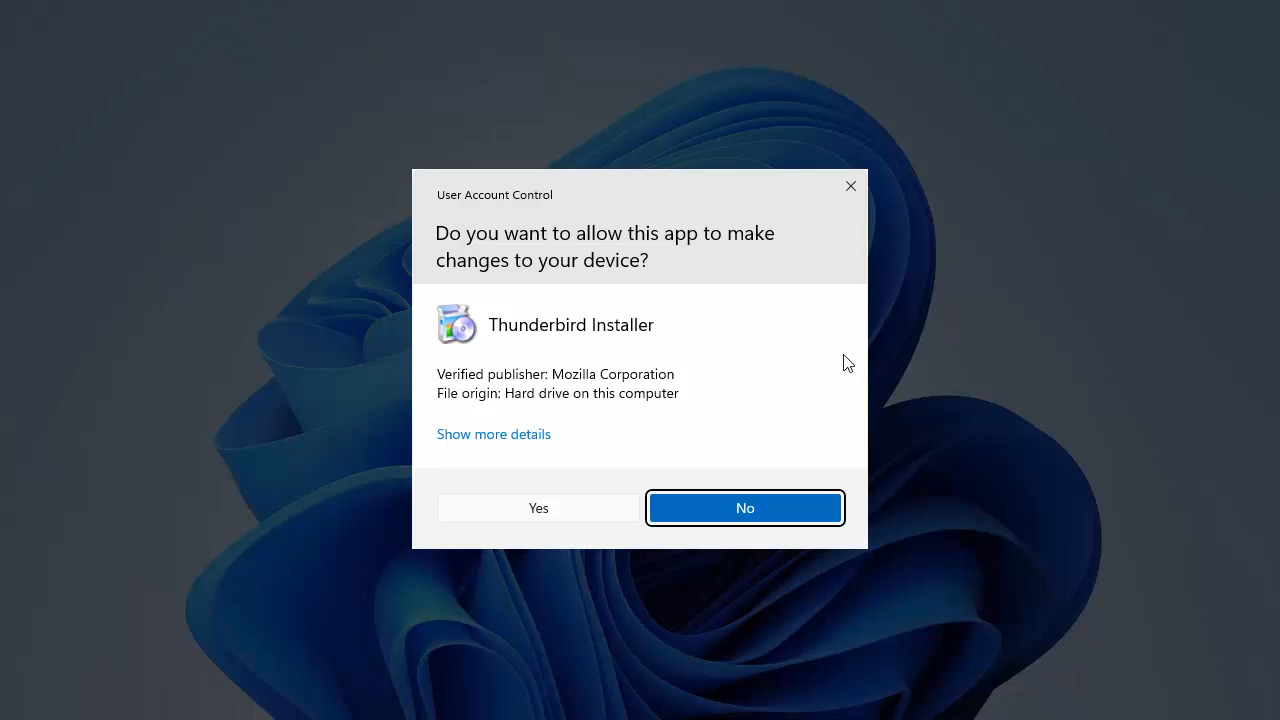 User Account Control
Do you want to allow this app to make
changes to your device?
Thunderbird Installer
Verified publisher: Mozilla Corporation
File origin: Hard drive on this computer
Show more details
Yes
No